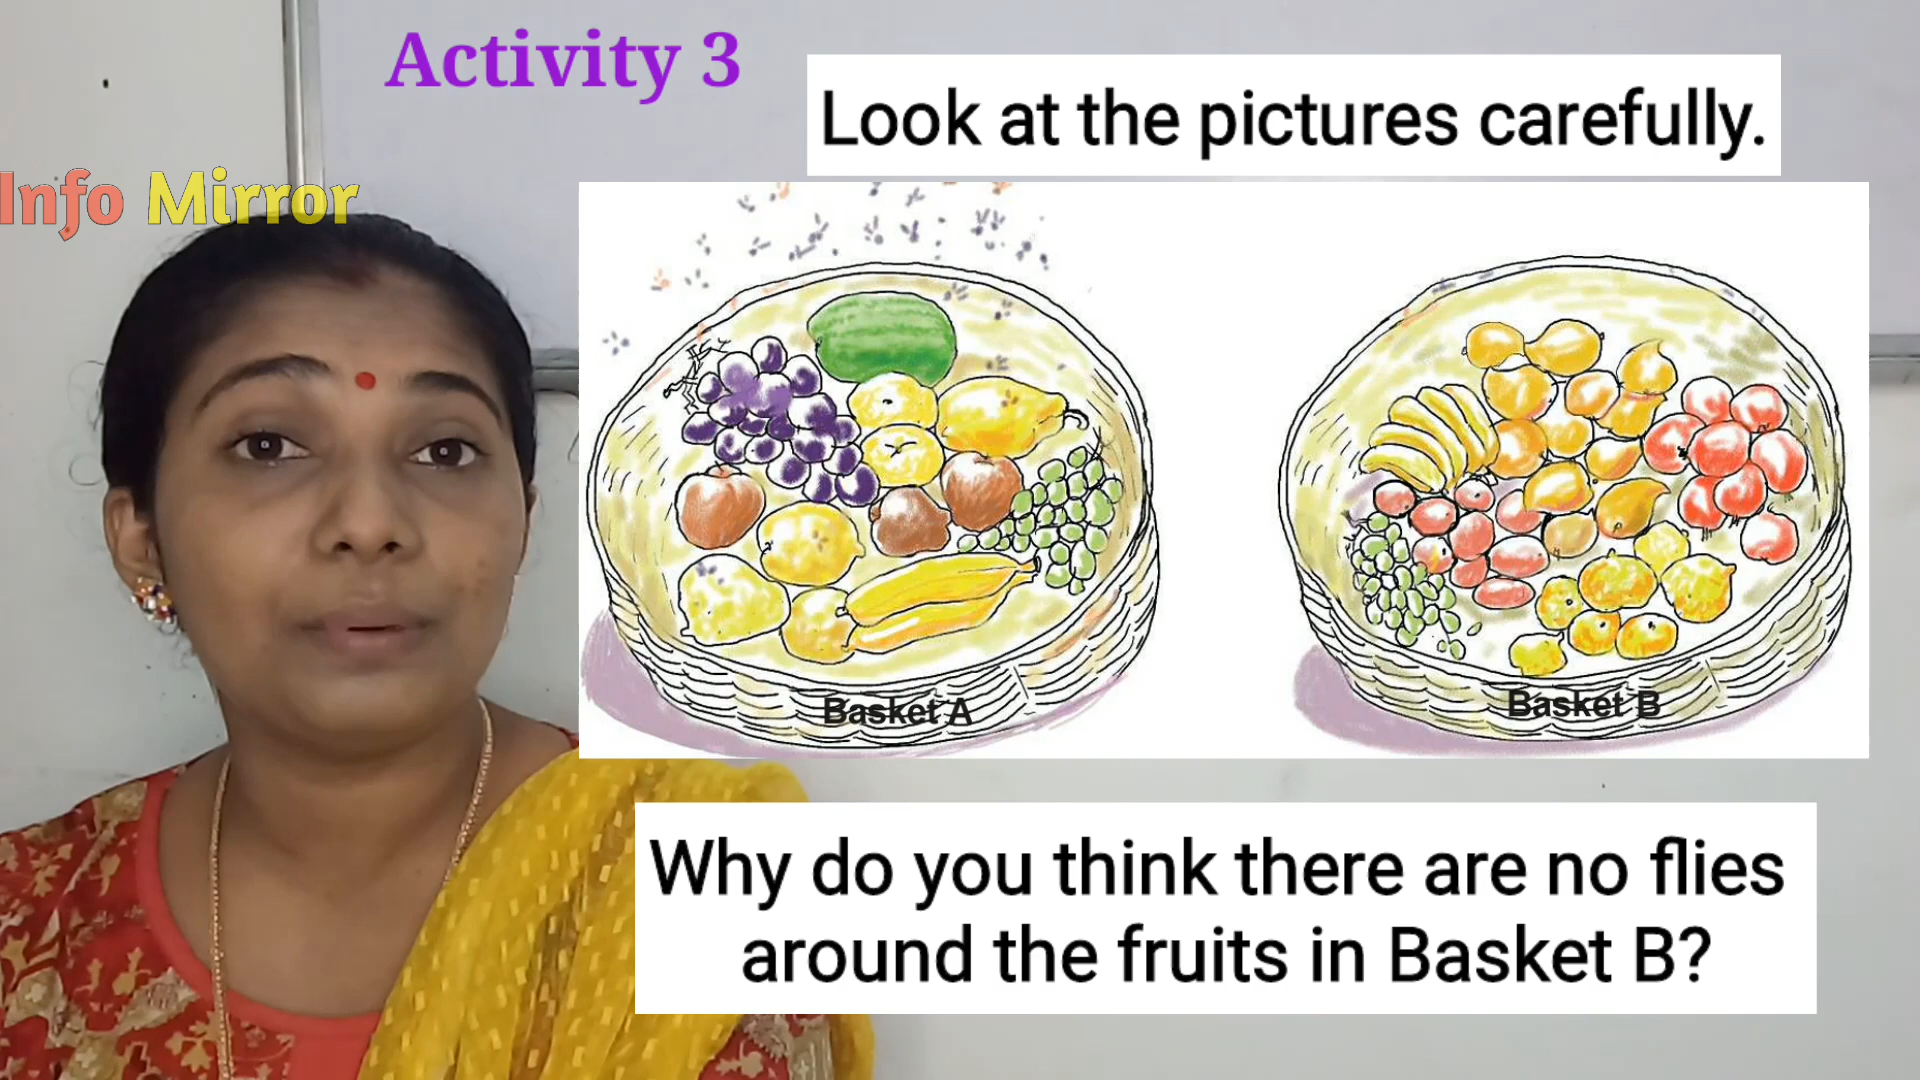 Activity 3
Look at the pictures carefully.
Info Mirror
Basket A
Basket B
Why do you think there are no flies
around the fruits in Basket B?